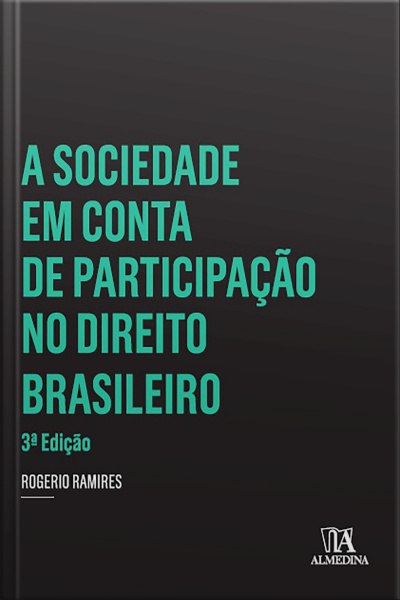 A SOCIEDADE
EM CONTA
DE PARTICIPAÇÃO
NO DIREITO
BRASILEIRO
3ª Edição
ROGERIO RAMIRES
ALMEDINA